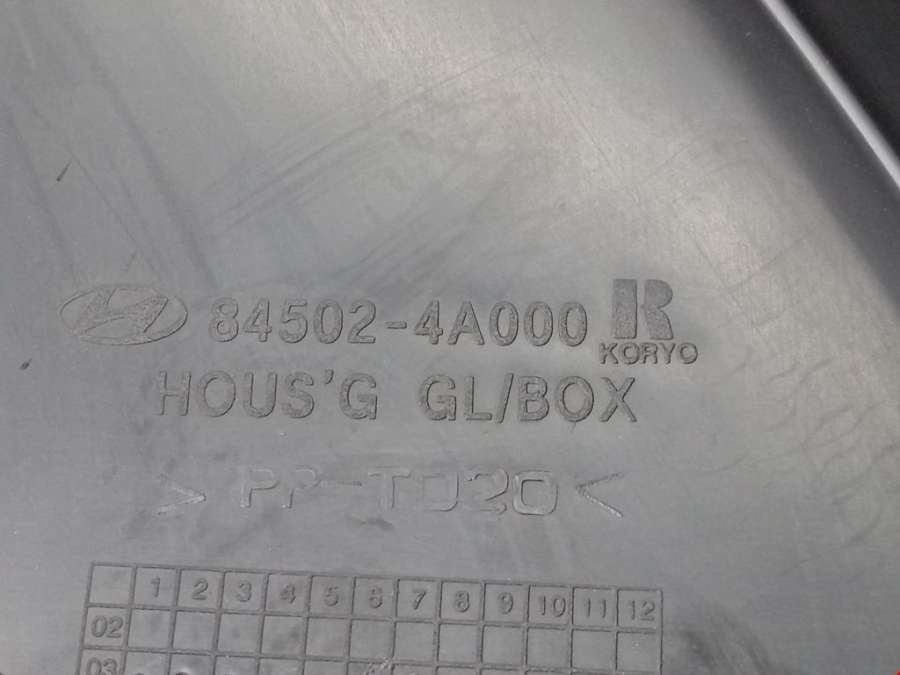 84502-4A000
KORYO
HOUS'G GL/BOX
>PP-TD20<
1 2 3 4 5 6 7 8 9 10 11 12
02
03